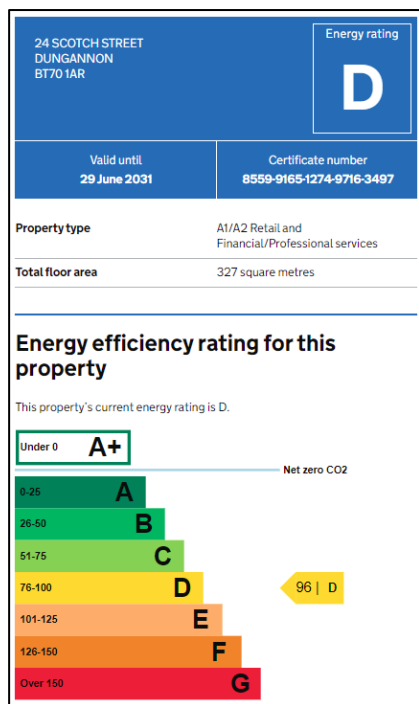 24 SCOTCH STREET
DUNGANNON
BT70 1AR
Energy rating
D
Valid until
29 June 2031
Certificate number
8559-9165-1274-9716-3497
Property type
A1/A2 Retail and
Financial/Professional services
Total floor area
327 square metres
Energy efficiency rating for this
property
This property's current energy rating is D.
Under 0 A+
Net zero CO2
0-25 A
26-50 B
51-75 C
76-100 D
96 | D
101-125 E
126-150 F
Over 150 G